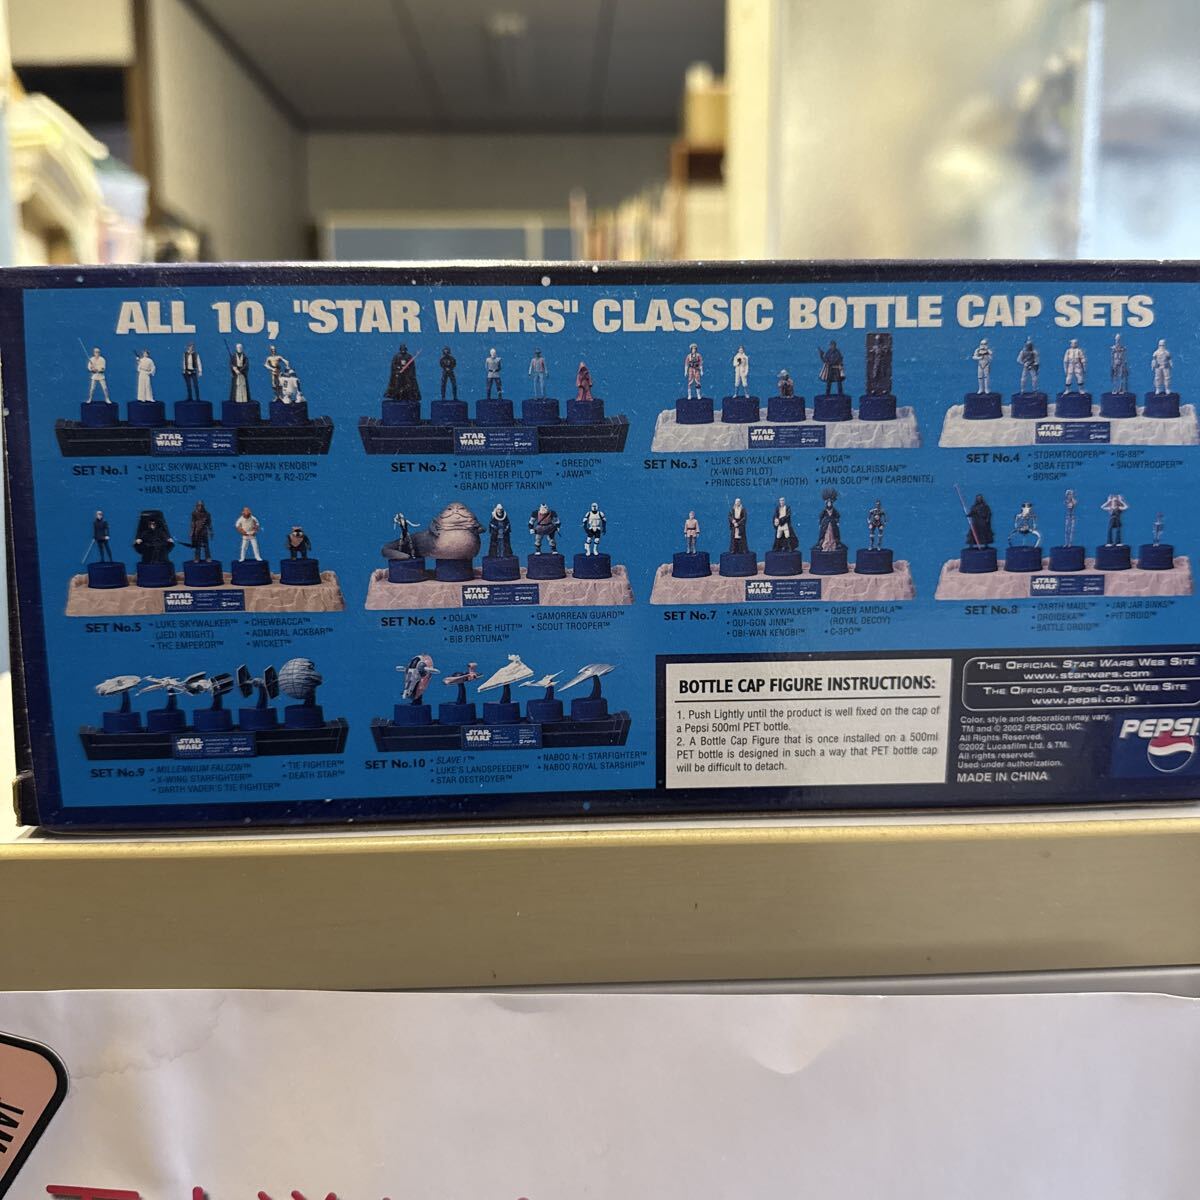 ALL 10, "STAR WARS" CLASSIC BOTTLE CAP SETS
SET No.1
• LUKE SKYWALKER™
• PRINCESS LEIA™
• HAN SOLO™
• OBI-WAN KENOBI™
• C-3PO™ & R2-D2™
SET No.2
• DARTH VADER™
• TIE FIGHTER PILOT™
• GRAND MOFF TARKIN™
• GREEDO™
• JAWA™
SET No.3
• LUKE SKYWALKER™
(X-WING PILOT)
• PRINCESS LEIA™ (HOTH)
• YODA™
• LANDO CALRISSIAN™
• HAN SOLO™ (IN CARBONITE)
SET No.4
• STORMTROOPER™
• BOBA FETT™
• BOSSK™
• IG-88™
• SNOWTROOPER™
SET No.5
• LUKE SKYWALKER™
(JEDI KNIGHT)
• THE EMPEROR™
• CHEWBACCA™
• ADMIRAL ACKBAR™
• WICKET™
SET No.6
• OOLA™
• JABBA THE HUTT™
• BIB FORTUNA™
• GAMORREAN GUARD™
• SCOUT TROOPER™
SET No.7
• ANAKIN SKYWALKER™
• QUI-GON JINN™
• OBI-WAN KENOBI™
• QUEEN AMIDALA™
(ROYAL DECOY)
• C-3PO™
SET No.8
• DARTH MAUL™
• DROIDEKA™
• BATTLE DROID™
• JAR JAR BINKS™
• PIT DROID™
SET No.9
• MILLENNIUM FALCON™
• X-WING STARFIGHTER™
• DARTH VADER'S TIE FIGHTER™
• TIE FIGHTER™
• DEATH STAR™
SET No.10
• SLAVE I™
• LUKE'S LANDSPEEDER™
• STAR DESTROYER™
• NABOO N-1 STARFIGHTER™
• NABOO ROYAL STARSHIP™
BOTTLE CAP FIGURE INSTRUCTIONS:
1. Push Lightly until the product is well fixed on the cap of
a Pepsi 500ml PET bottle.
2. A Bottle Cap Figure that is once installed on a 500ml
PET bottle is designed in such a way that PET bottle cap
will be difficult to detach.
THE OFFICIAL STAR WARS WEB SITE
www.starwars.com
THE OFFICIAL PEPSI-COLA WEB SITE
www.pepsi.co.jp
Color, style and decoration may vary.
TM and © 2002 PEPSICO, INC.
All Rights Reserved.
©2002 Lucasfilm Ltd. & TM.
All rights reserved.
Used under authorization.
MADE IN CHINA
PEPSI